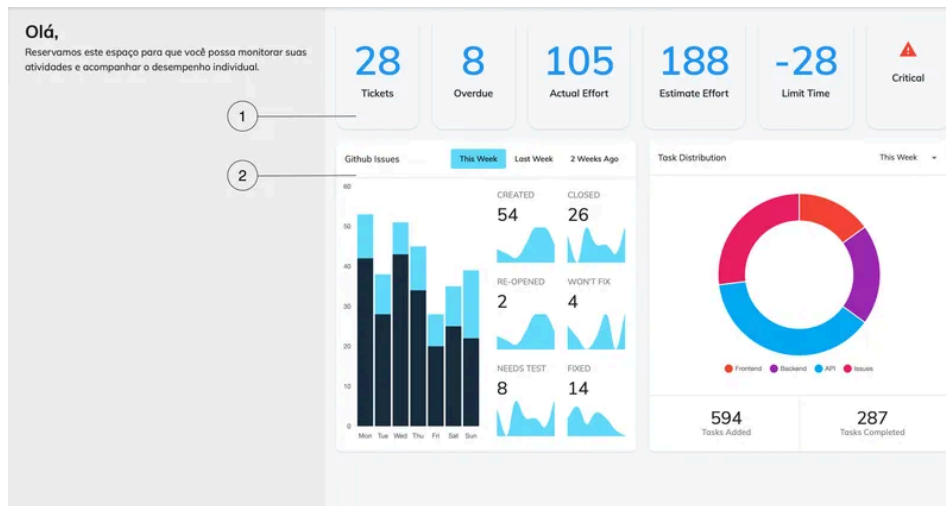 Olá,
Reservamos este espaço para que você possa monitorar suas
atividades e acompanhar o desempenho individual.
28
Tickets
8
Overdue
105
Actual Effort
188
Estimate Effort
-28
Limit Time
Critical
1
2
Github Issues
This Week
Last Week
2 Weeks Ago
60
50
40
30
20
10
0
Mon Tue Wed Thu Fri Sat Sun
CREATED
54
CLOSED
26
RE-OPENED
2
WON'T FIX
4
NEEDS TEST
8
FIXED
14
Task Distribution
This Week
Frontend Backend API Issues
594
Tasks Added
287
Tasks Completed